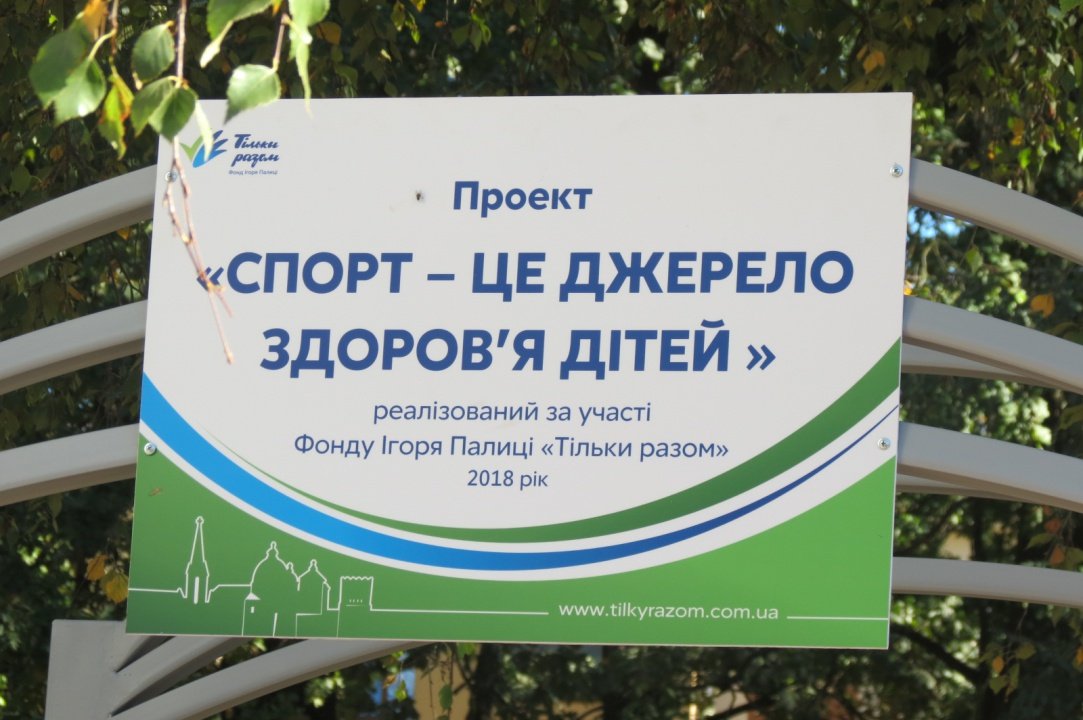 Тільки
разом
Фонд Ігоря Палиці
Проект
«СПОРТ – ЦЕ ДЖЕРЕЛО
ЗДОРОВ’Я ДІТЕЙ »
реалізований за участі
Фонду Ігоря Палиці «Тільки разом»
2018 рік
www.tilkyrazom.com.ua